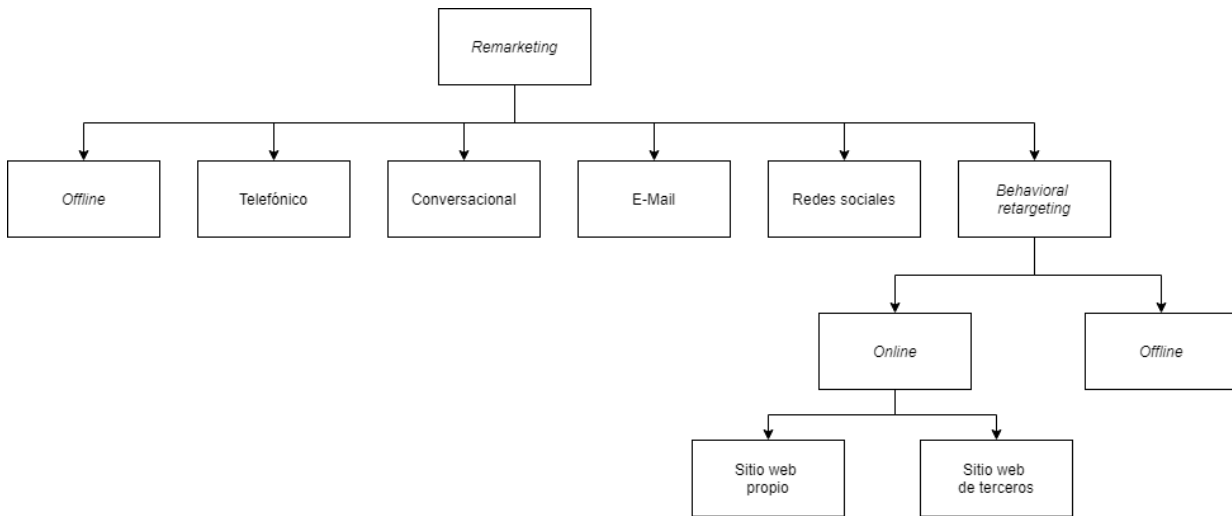 Remarketing
Offline
Telefónico
Conversacional
E-Mail
Redes sociales
Behavioral
retargeting
Online
Offline
Sitio web
propio
Sitio web
de terceros